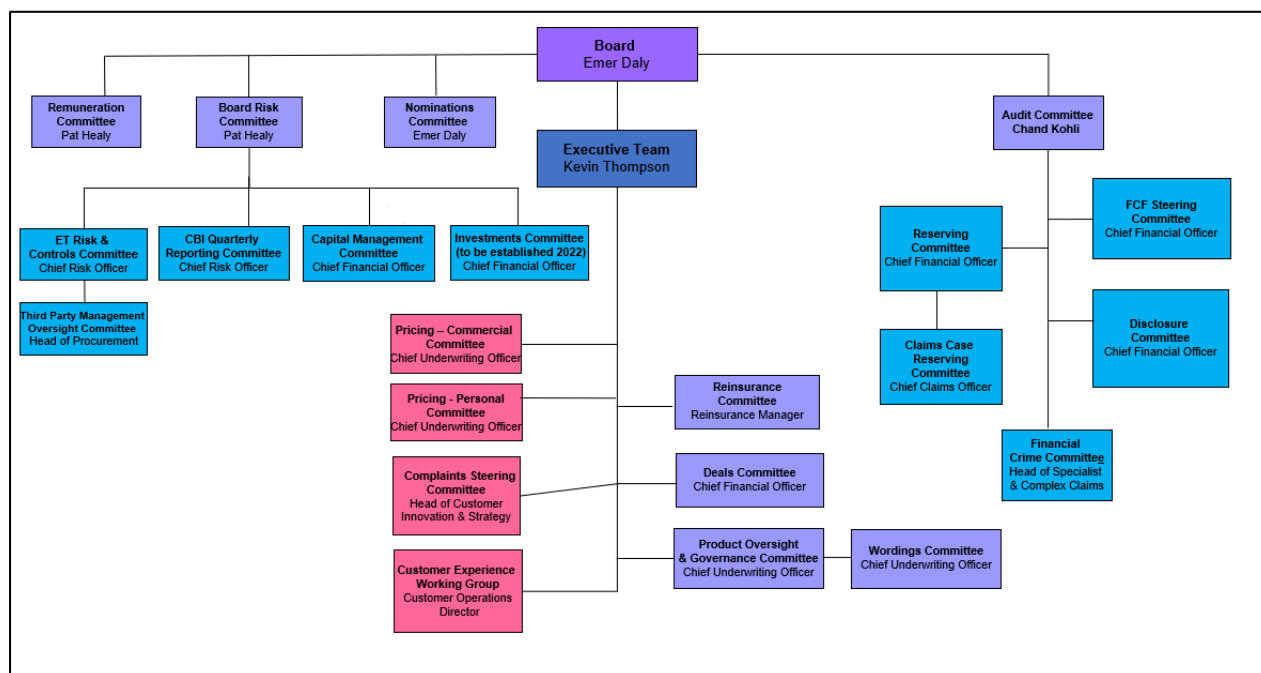 Board
Emer Daly
Remuneration
Committee
Pat Healy
Board Risk
Committee
Pat Healy
Nominations
Committee
Emer Daly
Audit Committee
Chand Kohli
Executive Team
Kevin Thompson
ET Risk &
Controls Committee
Chief Risk Officer
CBI Quarterly
Reporting Committee
Chief Risk Officer
Capital Management
Committee
Chief Financial Officer
Investments Committee
(to be established 2022)
Chief Financial Officer
Reserving
Committee
Chief Financial Officer
FCF Steering
Committee
Chief Financial Officer
Third Party Management
Oversight Committee
Head of Procurement
Pricing – Commercial
Committee
Chief Underwriting Officer
Claims Case
Reserving
Committee
Chief Claims Officer
Disclosure
Committee
Chief Financial Officer
Pricing - Personal
Committee
Chief Underwriting Officer
Reinsurance
Committee
Reinsurance Manager
Financial
Crime Committee
Head of Specialist
& Complex Claims
Complaints Steering
Committee
Head of Customer
Innovation & Strategy
Deals Committee
Chief Financial Officer
Customer Experience
Working Group
Customer Operations
Director
Product Oversight
& Governance Committee
Chief Underwriting Officer
Wordings Committee
Chief Underwriting Officer